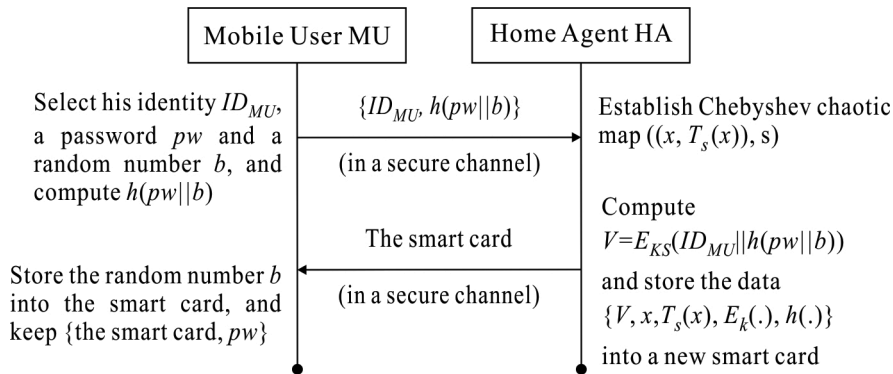 Mobile User MU
Home Agent HA
Select his identity ID_MU,
a password pw and a
random number b, and
compute h(pw||b)
{ID_MU, h(pw||b)}
(in a secure channel)
Establish Chebyshev chaotic
map ((x, T_s(x)), s)
Compute
V=E_KS(ID_MU||h(pw||b))
and store the data
{V, x,T_s(x), E_k(.), h(.)}
into a new smart card
The smart card
(in a secure channel)
Store the random number b
into the smart card, and
keep {the smart card, pw}